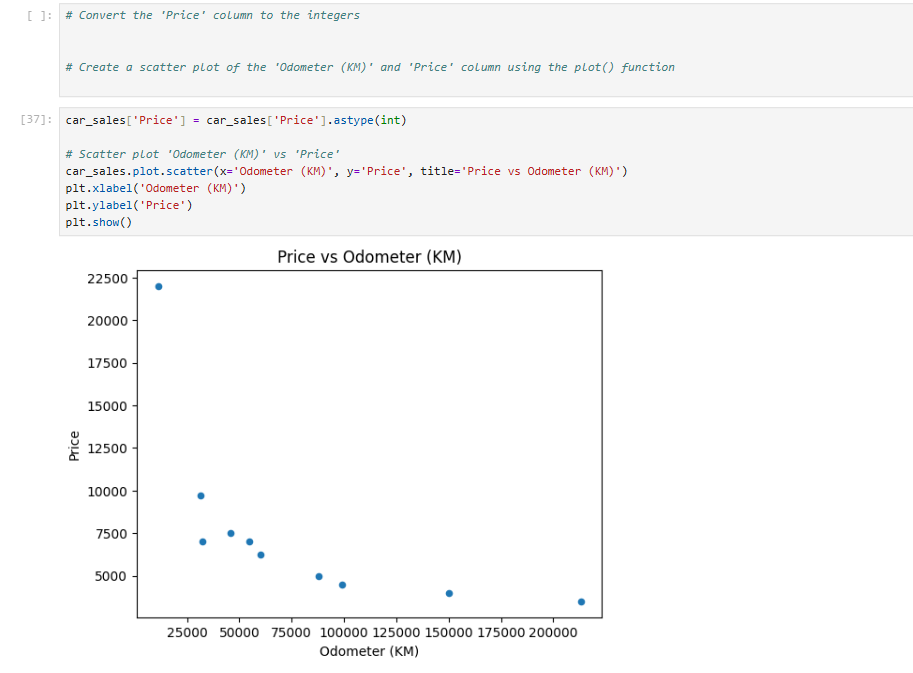 [ ]: # Convert the 'Price' column to the integers
# Create a scatter plot of the 'Odometer (KM)' and 'Price' column using the plot() function
[37]: car_sales['Price'] = car_sales['Price'].astype(int)
# Scatter plot 'Odometer (KM)' vs 'Price'
car_sales.plot.scatter(x='Odometer (KM)', y='Price', title='Price vs Odometer (KM)')
plt.xlabel('Odometer (KM)')
plt.ylabel('Price')
plt.show()
Price vs Odometer (KM)
22500
20000
17500
15000
12500
10000
7500
5000
Price
25000 50000 75000 100000 125000 150000 175000 200000
Odometer (KM)